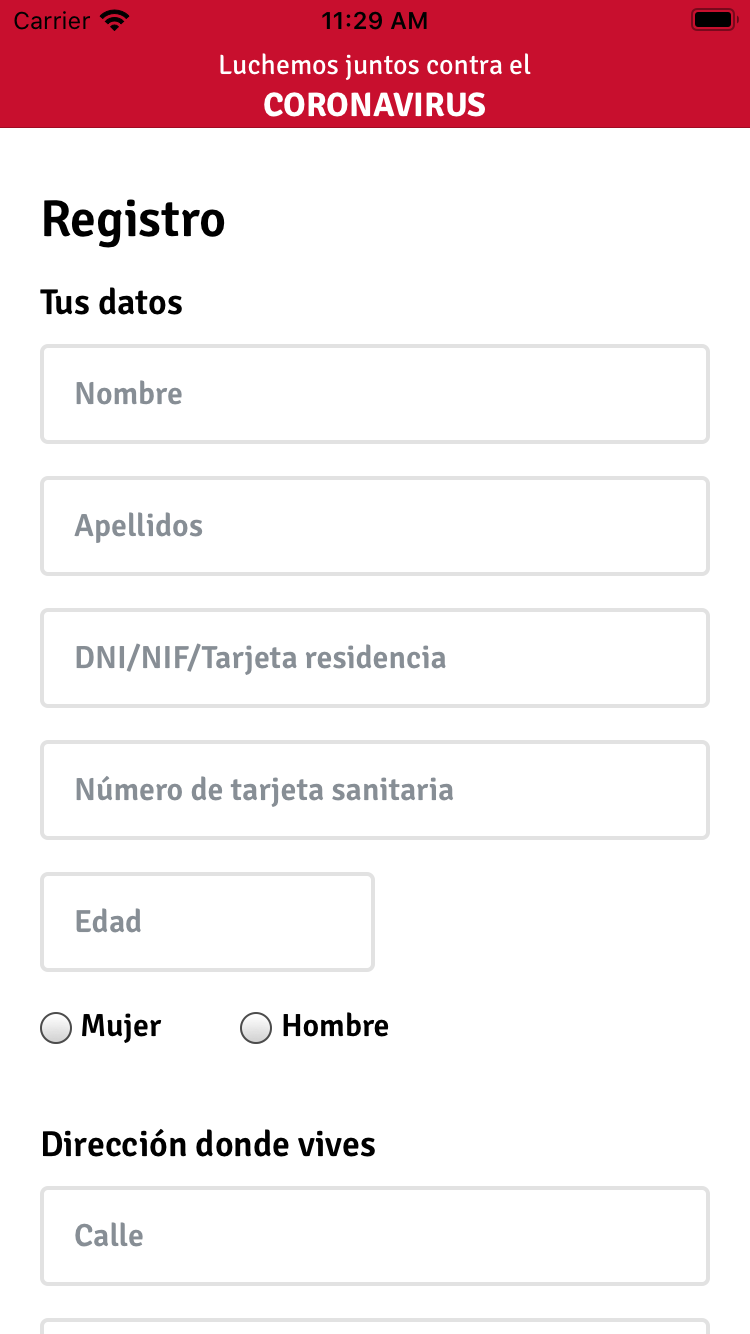 Carrier 11:29 AM
Luchemos juntos contra el
CORONAVIRUS
Registro
Tus datos
Nombre
Apellidos
DNI/NIF/Tarjeta residencia
Número de tarjeta sanitaria
Edad
Mujer Hombre
Dirección donde vives
Calle